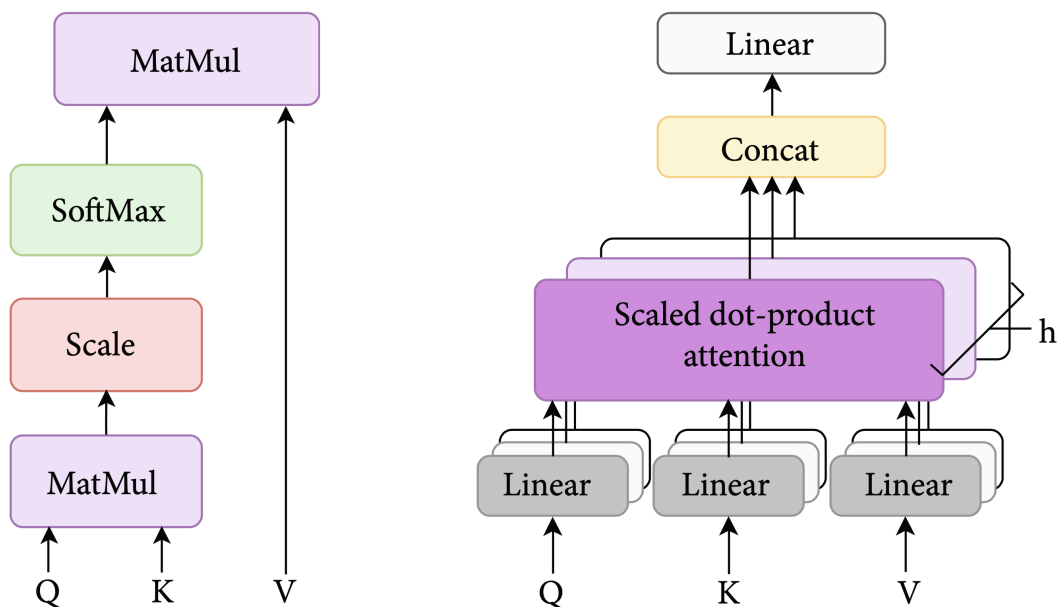 MatMul
SoftMax
Scale
MatMul
Q
K
V
Linear
Concat
Scaled dot-product
attention
h
Linear
Linear
Linear
Q
K
V